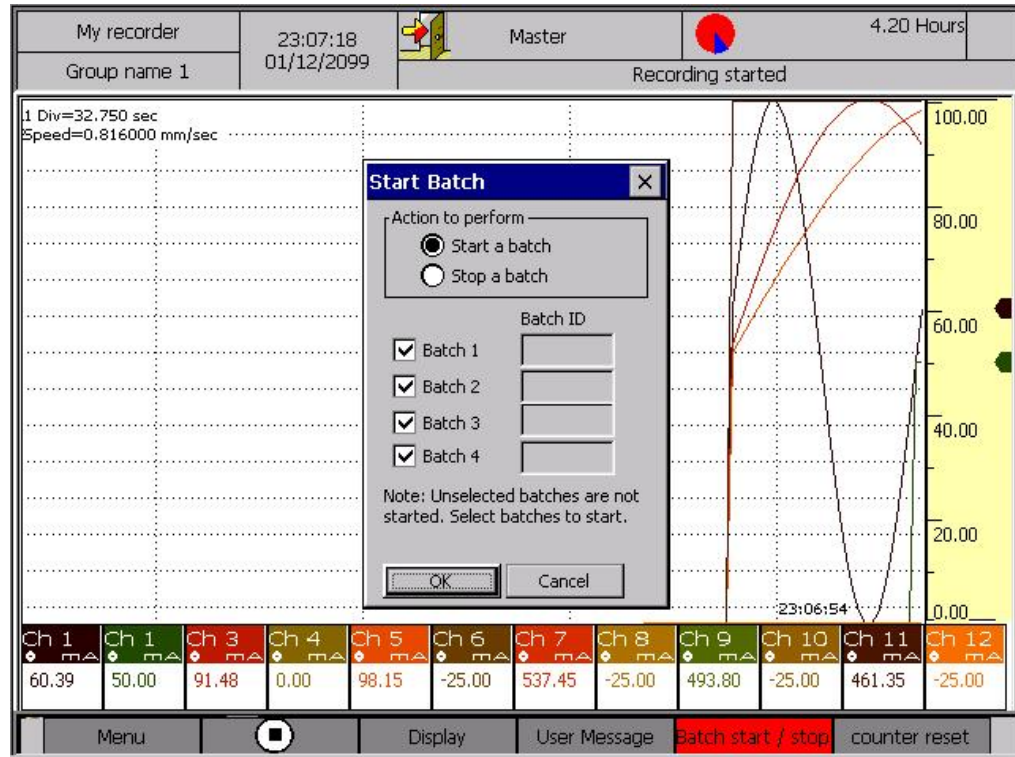 My recorder
Group name 1
23:07:18
01/12/2099
Master
4.20 Hours
Recording started
1 Div=32.750 sec
Speed=0.816000 mm/sec
100.00
80.00
60.00
40.00
20.00
0.00
Start Batch
Action to perform
Start a batch
Stop a batch
Batch ID
Batch 1
Batch 2
Batch 3
Batch 4
Note: Unselected batches are not
started. Select batches to start.
OK Cancel
23:06:54
Ch 1 Ch 1 Ch 3 Ch 4 Ch 5 Ch 6 Ch 7 Ch 8 Ch 9 Ch 10 Ch 11 Ch 12
mA mA mA mA mA mA mA mA mA mA mA mA
60.39 50.00 91.48 0.00 98.15 -25.00 537.45 -25.00 493.80 -25.00 461.35 -25.00
Menu Display User Message Batch start / stop counter reset